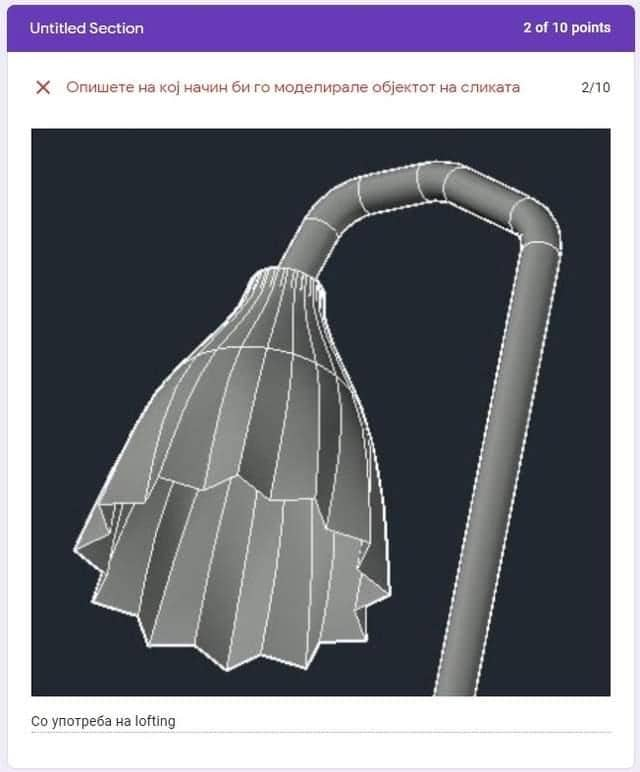 Untitled Section
2 of 10 points
Опишете на кој начин би го моделирале објектот на сликата
2/10
Со употреба на lofting